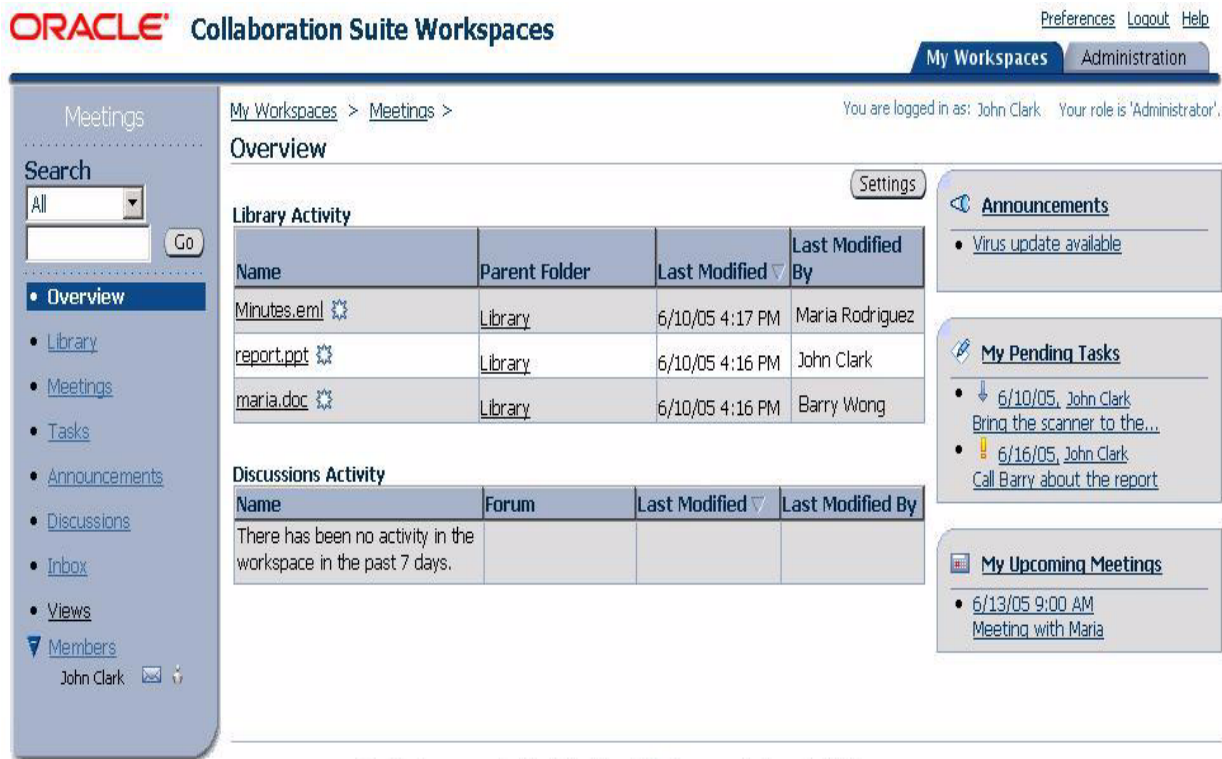 ORACLE Collaboration Suite Workspaces
Preferences Logout Help
My Workspaces Administration
Meetings
Search
All
Go
• Overview
• Library
• Meetings
• Tasks
• Announcements
• Discussions
• Inbox
• Views
Members
John Clark
My Workspaces > Meetings >
You are logged in as: John Clark Your role is 'Administrator'.
Overview
Settings
Library Activity
Name Parent Folder Last Modified Last Modified By
Minutes.eml Library 6/10/05 4:17 PM Maria Rodriguez
report.ppt Library 6/10/05 4:16 PM John Clark
maria.doc Library 6/10/05 4:16 PM Barry Wong
Discussions Activity
Name Forum Last Modified Last Modified By
There has been no activity in the
workspace in the past 7 days.
Announcements
• Virus update available
My Pending Tasks
• 6/10/05, John Clark
Bring the scanner to the...
• 6/16/05, John Clark
Call Barry about the report
My Upcoming Meetings
• 6/13/05 9:00 AM
Meeting with Maria